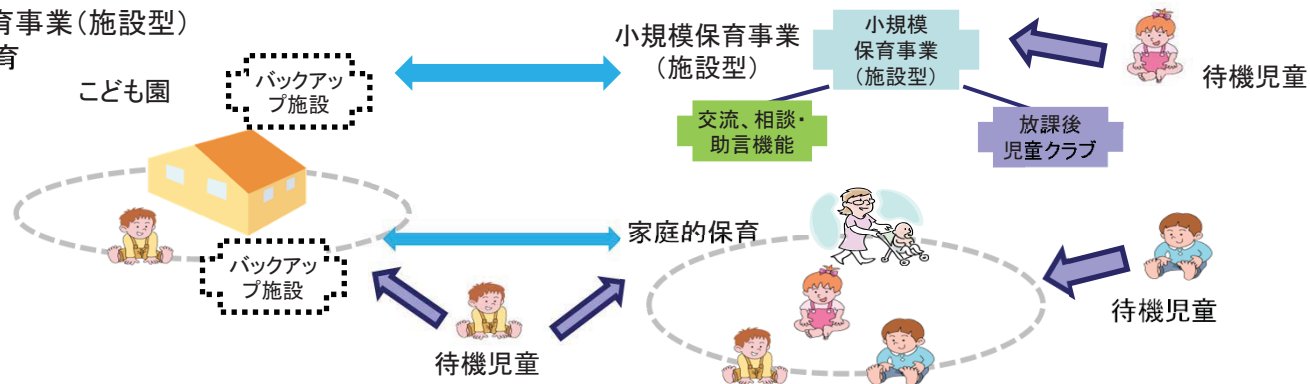 育事業(施設型)
育
こども園
バックアッ
プ施設
小規模保育事業
(施設型)
小規模
保育事業
(施設型)
待機児童
交流、相談・
助言機能
放課後
児童クラブ
バックアッ
プ施設
家庭的保育
待機児童
待機児童